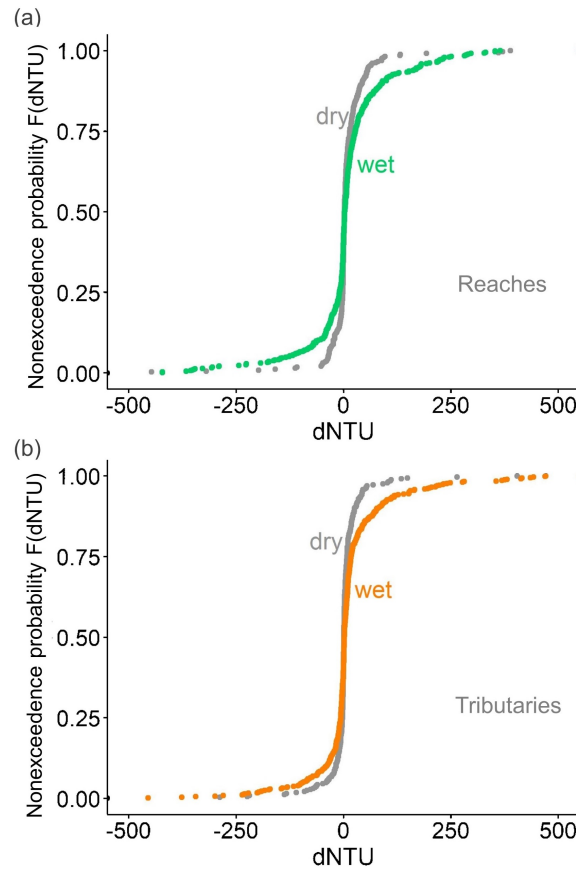 (a)
Nonexceedence probability F(dNTU)
1.00
0.75
0.50
0.25
0.00
dry
wet
Reaches
-500
-250
0
250
500
dNTU
(b)
Nonexceedence probability F(dNTU)
1.00
0.75
0.50
0.25
0.00
dry
wet
Tributaries
-500
-250
0
250
500
dNTU